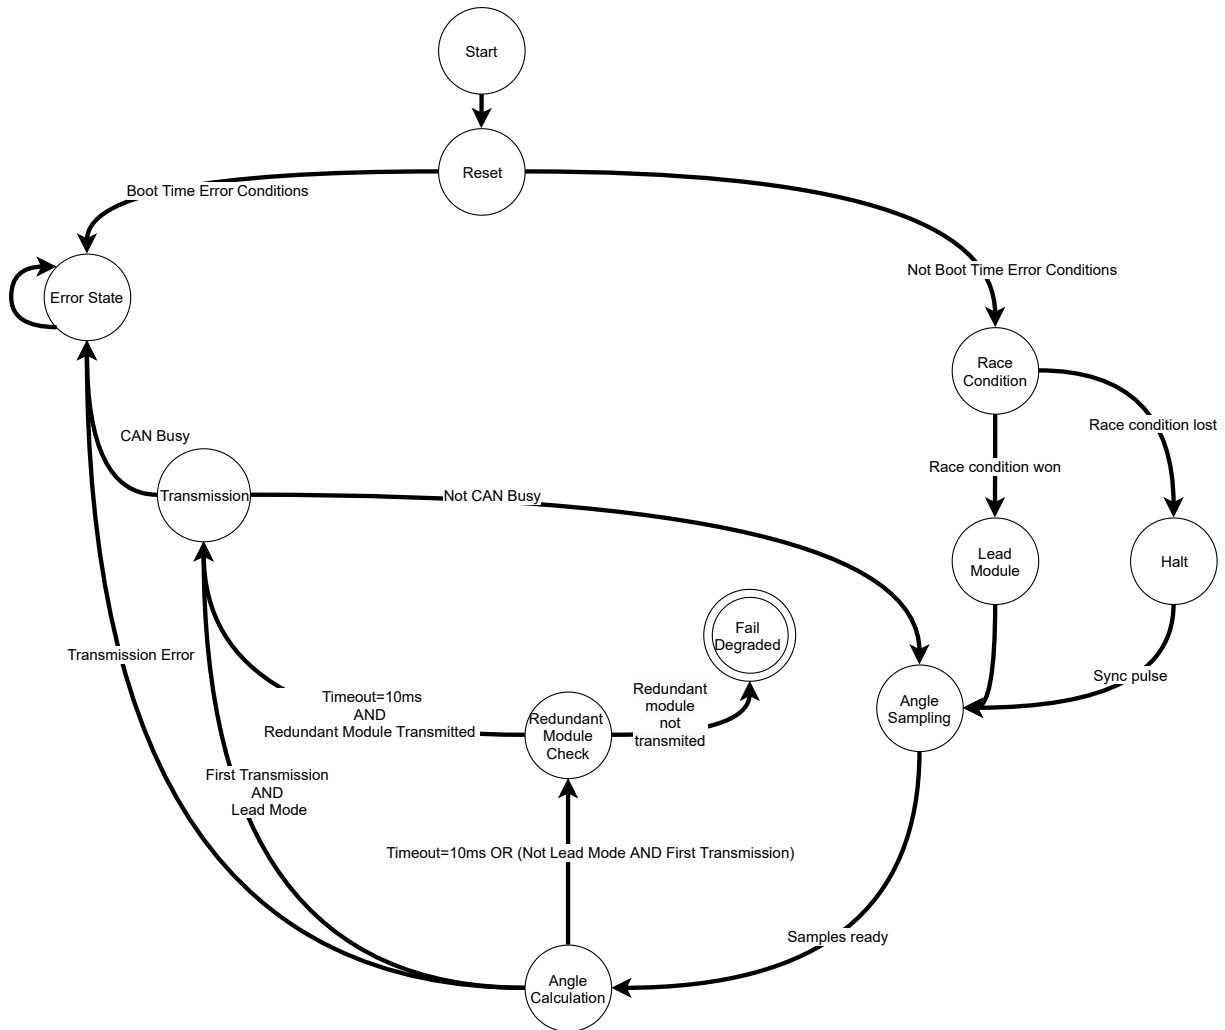 Start
Reset
Boot Time Error Conditions
Not Boot Time Error Conditions
Error State
Race
Condition
Race condition lost
CAN Busy
Race condition won
Transmission
Not CAN Busy
Lead
Module
Halt
Fail
Degraded
Transmission Error
Sync pulse
Timeout=10ms
AND
Redundant Module Transmitted
Redundant
Module
Check
Redundant
module
not
transmited
Angle
Sampling
First Transmission
AND
Lead Mode
Timeout=10ms OR (Not Lead Mode AND First Transmission)
Samples ready
Angle
Calculation